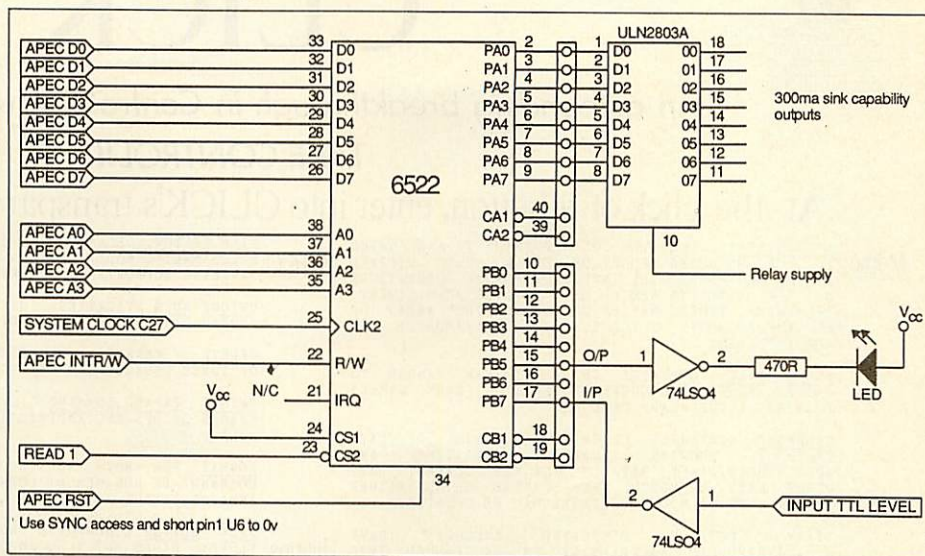 APEC D0
APEC D1
APEC D2
APEC D3
APEC D4
APEC D5
APEC D6
APEC D7
33
32
31
30
29
28
27
26
D0
D1
D2
D3
D4
D5
D6
D7
APEC A0
APEC A1
APEC A2
APEC A3
38
37
36
35
A0
A1
A2
A3
SYSTEM CLOCK C27
25
CLK2
APEC INTR/W
22
R/W
N/C
21
IRQ
VCC
24
CS1
READ 1
23
CS2
APEC RST
34
Use SYNC access and short pin1 U6 to 0v
6522
PA0
PA1
PA2
PA3
PA4
PA5
PA6
PA7
2
3
4
5
6
7
8
9
CA1
CA2
40
39
PB0
PB1
PB2
PB3
PB4
PB5
PB6
PB7
10
11
12
13
14
15
16
17
CB1
CB2
18
19
ULN2803A
1
2
3
4
5
6
7
8
D0
D1
D2
D3
D4
D5
D6
D7
00
01
02
03
04
05
06
07
18
17
16
15
14
13
12
11
300ma sink capability
outputs
10
Relay supply
O/P
I/P
1
2
74LSO4
470R
LED
VCC
2
1
74LSO4
INPUT TTL LEVEL